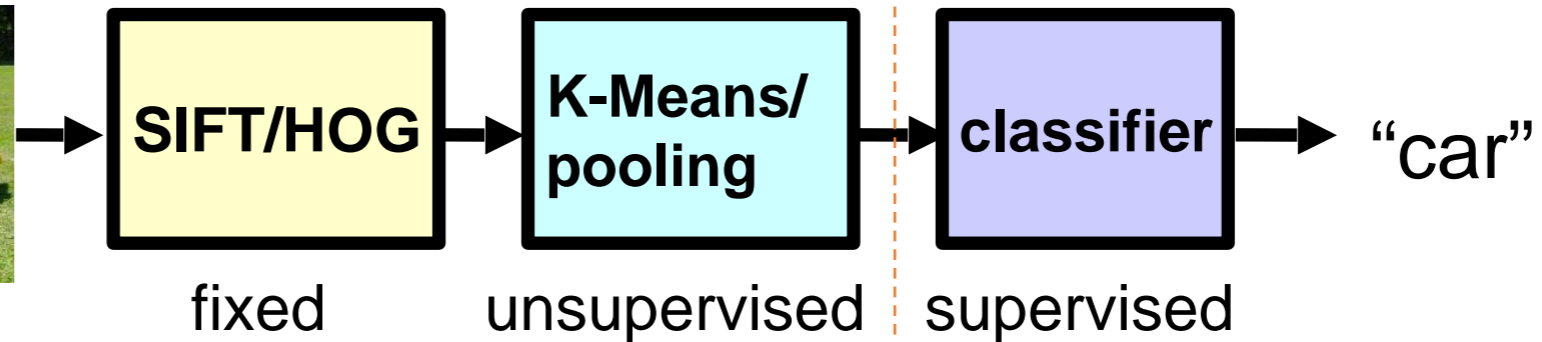 SIFT/HOG
K-Means/
pooling
classifier
“car”
fixed
unsupervised
supervised